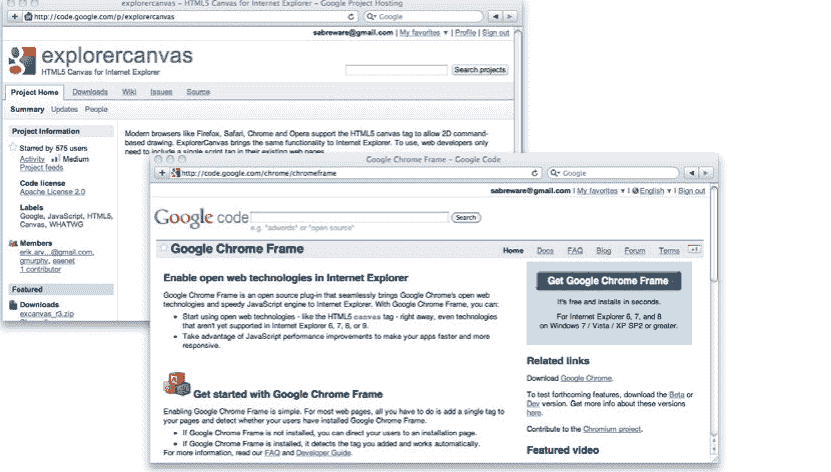 explorercanvas – HTML5 Canvas for Internet Explorer – Google Project Hosting
http://code.google.com/p/explorercanvas
Google
sabreware@gmail.com | My favorites ▼ | Profile | Sign out
explorercanvas
HTML5 Canvas for Internet Explorer
Search projects
Project Home Downloads Wiki Issues Source
Summary Updates People
Project Information
Starred by 575 users
Activity Medium
Project feeds
Code license
Apache License 2.0
Labels
Google, JavaScript, HTML5,
Canvas, WHATWG
Members
erik.arv...@gmail.com,
gmurphy, esenet
1 contributor
Featured
Downloads
excanvas_r3.zip
Modern browsers like Firefox, Safari, Chrome and Opera support the HTML5 canvas tag to allow 2D command-
based drawing. ExplorerCanvas brings the same functionality to Internet Explorer. To use, web developers only
need to include a single script tag in their existing web pages.
Google Chrome Frame – Google Code
http://code.google.com/chrome/chromeframe
Google
sabreware@gmail.com | My favorites ▼ | English ▼ | Sign out
Google code
Search
e.g. "adwords" or "open source"
Google Chrome Frame
Home Docs FAQ Blog Forum Terms +1
Enable open web technologies in Internet Explorer
Google Chrome Frame is an open source plug-in that seamlessly brings Google Chrome's open web
technologies and speedy JavaScript engine to Internet Explorer. With Google Chrome Frame, you can:
• Start using open web technologies - like the HTML5 canvas tag - right away, even technologies
that aren't yet supported in Internet Explorer 6, 7, 8, or 9.
• Take advantage of JavaScript performance improvements to make your apps faster and more
responsive.
Get started with Google Chrome Frame
Enabling Google Chrome Frame is simple. For most web pages, all you have to do is add a single tag to
your pages and detect whether your users have installed Google Chrome Frame.
• If Google Chrome Frame is not installed, you can direct your users to an installation page.
• If Google Chrome Frame is installed, it detects the tag you added and works automatically.
For more information, read our FAQ and Developer Guide.
Get Google Chrome Frame
It's free and installs in seconds.
For Internet Explorer 6, 7, and 8
on Windows 7 / Vista / XP SP2 or greater.
Related links
Download Google Chrome.
To test forthcoming features, download the Beta or
Dev version. Get more info about these versions
here.
Contribute to the Chromium project.
Featured video